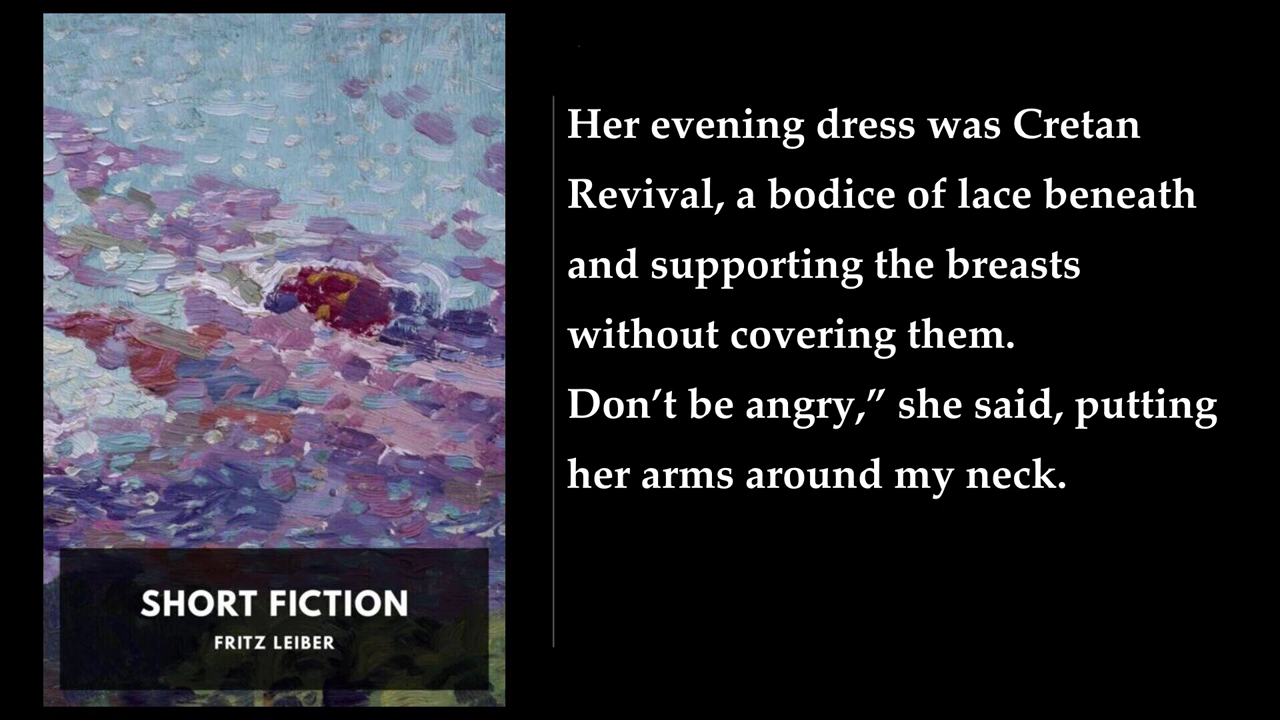 SHORT FICTION
FRITZ LEIBER
Her evening dress was Cretan
Revival, a bodice of lace beneath
and supporting the breasts
without covering them.
Don’t be angry,” she said, putting
her arms around my neck.